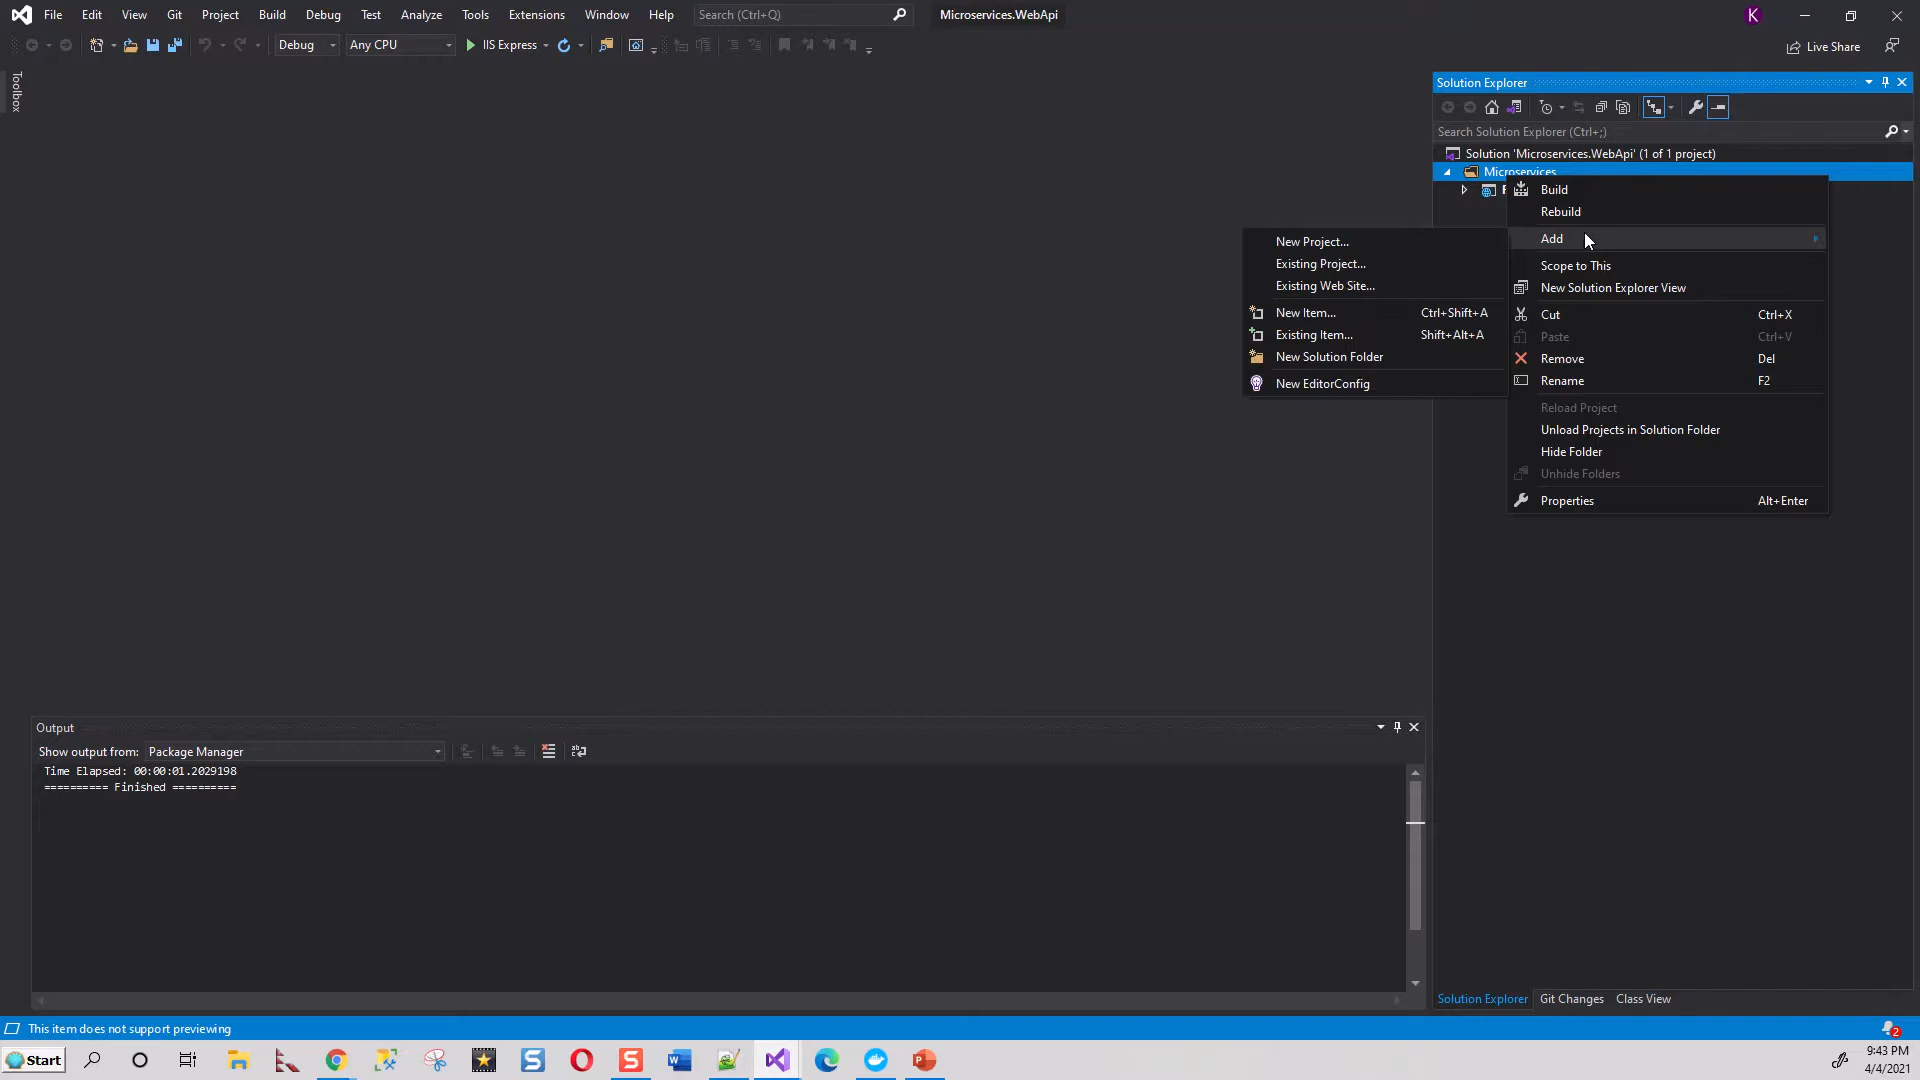 File Edit View Git Project Build Debug Test Analyze Tools Extensions Window Help Search (Ctrl+Q) Microservices.WebApi K
Debug Any CPU IIS Express Live Share
Toolbox
Solution Explorer
Search Solution Explorer (Ctrl+;)
Solution 'Microservices.WebApi' (1 of 1 project)
Microservices
Build
Rebuild
Add
Scope to This
New Solution Explorer View
Cut Ctrl+X
Paste Ctrl+V
Remove Del
Rename F2
Reload Project
Unload Projects in Solution Folder
Hide Folder
Unhide Folders
Properties Alt+Enter
New Project...
Existing Project...
Existing Web Site...
New Item... Ctrl+Shift+A
Existing Item... Shift+Alt+A
New Solution Folder
New EditorConfig
Output
Show output from: Package Manager
Time Elapsed: 00:00:01.2029198
========== Finished ==========
Solution Explorer Git Changes Class View
This item does not support previewing
2
Start
9:43 PM
4/4/2021